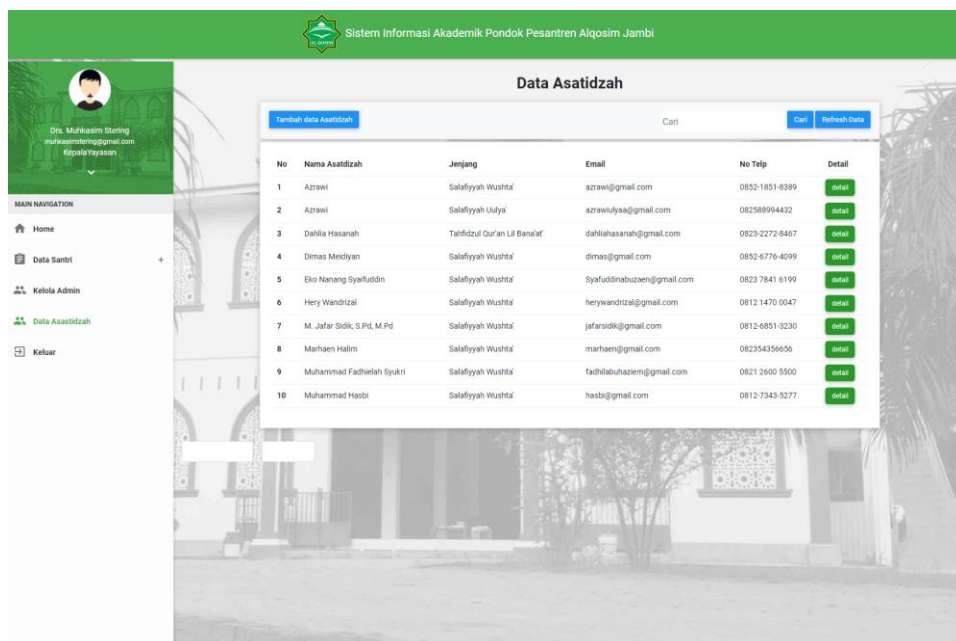 AL-QOSIM
Sistem Informasi Akademik Pondok Pesantren Alqosim Jambi
Drs. Muhkasim Stering
muhkasimstering@gmail.com
KepalaYayasan
MAIN NAVIGATION
Home
Data Santri +
Kelola Admin
Data Asastidzah
Keluar
Data Asatidzah
Tambah data Asatidzah Cari Cari Refresh Data
No Nama Asatdizah Jenjang Email No Telp Detail
1 Azrawi Salafiyyah Wushta' azrawi@gmail.com 0852-1851-8389 detail
2 Azrawi Salafiyyah Uulya' azrawiulyaa@gmail.com 082588994432 detail
3 Dahlia Hasanah Tahfidzul Qur'an Lil Bana'at' dahliahasanah@gmail.com 0823-2272-8467 detail
4 Dimas Meidiyan Salafiyyah Wushta' dimas@gmail.com 0852-6776-4099 detail
5 Eko Nanang Syaifuddin Salafiyyah Wushta' Syafuddinabuzaen@gmail.com 0823 7841 6199 detail
6 Hery Wandrizal Salafiyyah Wushta' herywandrizal@gmail.com 0812 1470 0047 detail
7 M. Jafar Sidik, S.Pd, M.Pd Salafiyyah Wushta' jafarsidik@gmail.com 0812-6851-3230 detail
8 Marhaen Halim Salafiyyah Wushta' marhaen@gmail.com 082354356656 detail
9 Muhammad Fadhielah Syukri Salafiyyah Wushta' fadhilabuhaziem@gmail.com 0821 2600 5500 detail
10 Muhammad Hasbi Salafiyyah Wushta' hasbi@gmail.com 0812-7343-5277 detail